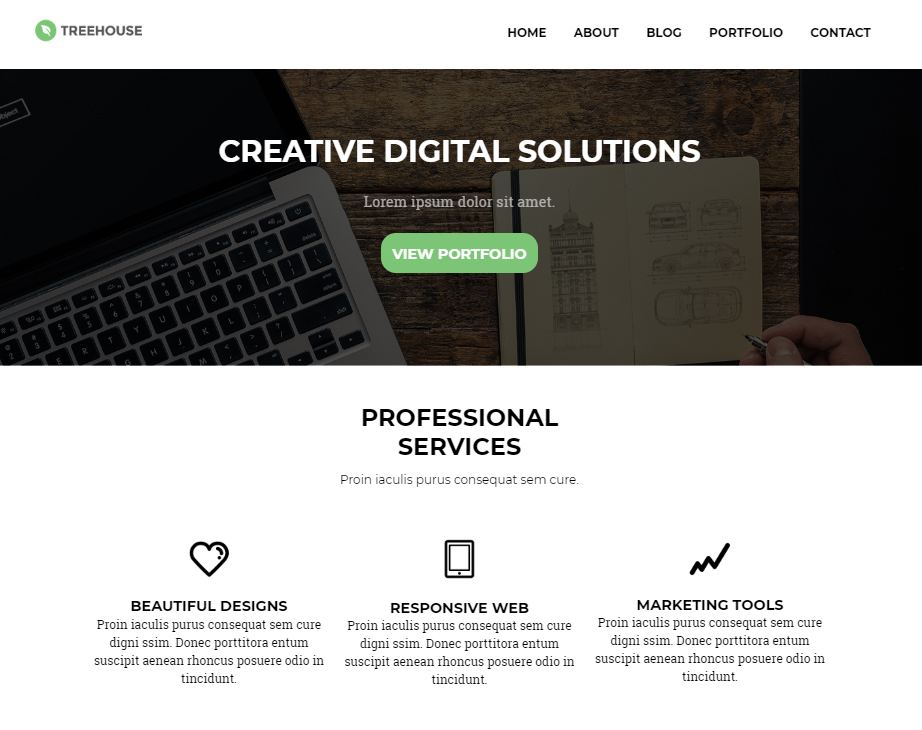 TREEHOUSE
HOME ABOUT BLOG PORTFOLIO CONTACT
CREATIVE DIGITAL SOLUTIONS
Lorem ipsum dolor sit amet.
VIEW PORTFOLIO
PROFESSIONAL
SERVICES
Proin iaculis purus consequat sem cure.
BEAUTIFUL DESIGNS
Proin iaculis purus consequat sem cure
digni ssim. Donec porttitora entum
suscipit aenean rhoncus posuere odio in
tincidunt.
RESPONSIVE WEB
Proin iaculis purus consequat sem cure
digni ssim. Donec porttitora entum
suscipit aenean rhoncus posuere odio in
tincidunt.
MARKETING TOOLS
Proin iaculis purus consequat sem cure
digni ssim. Donec porttitora entum
suscipit aenean rhoncus posuere odio in
tincidunt.